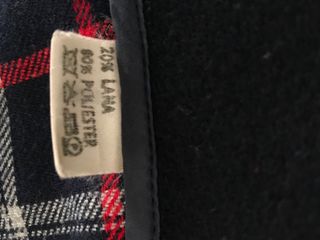 20% LANA
80% POLIESTER